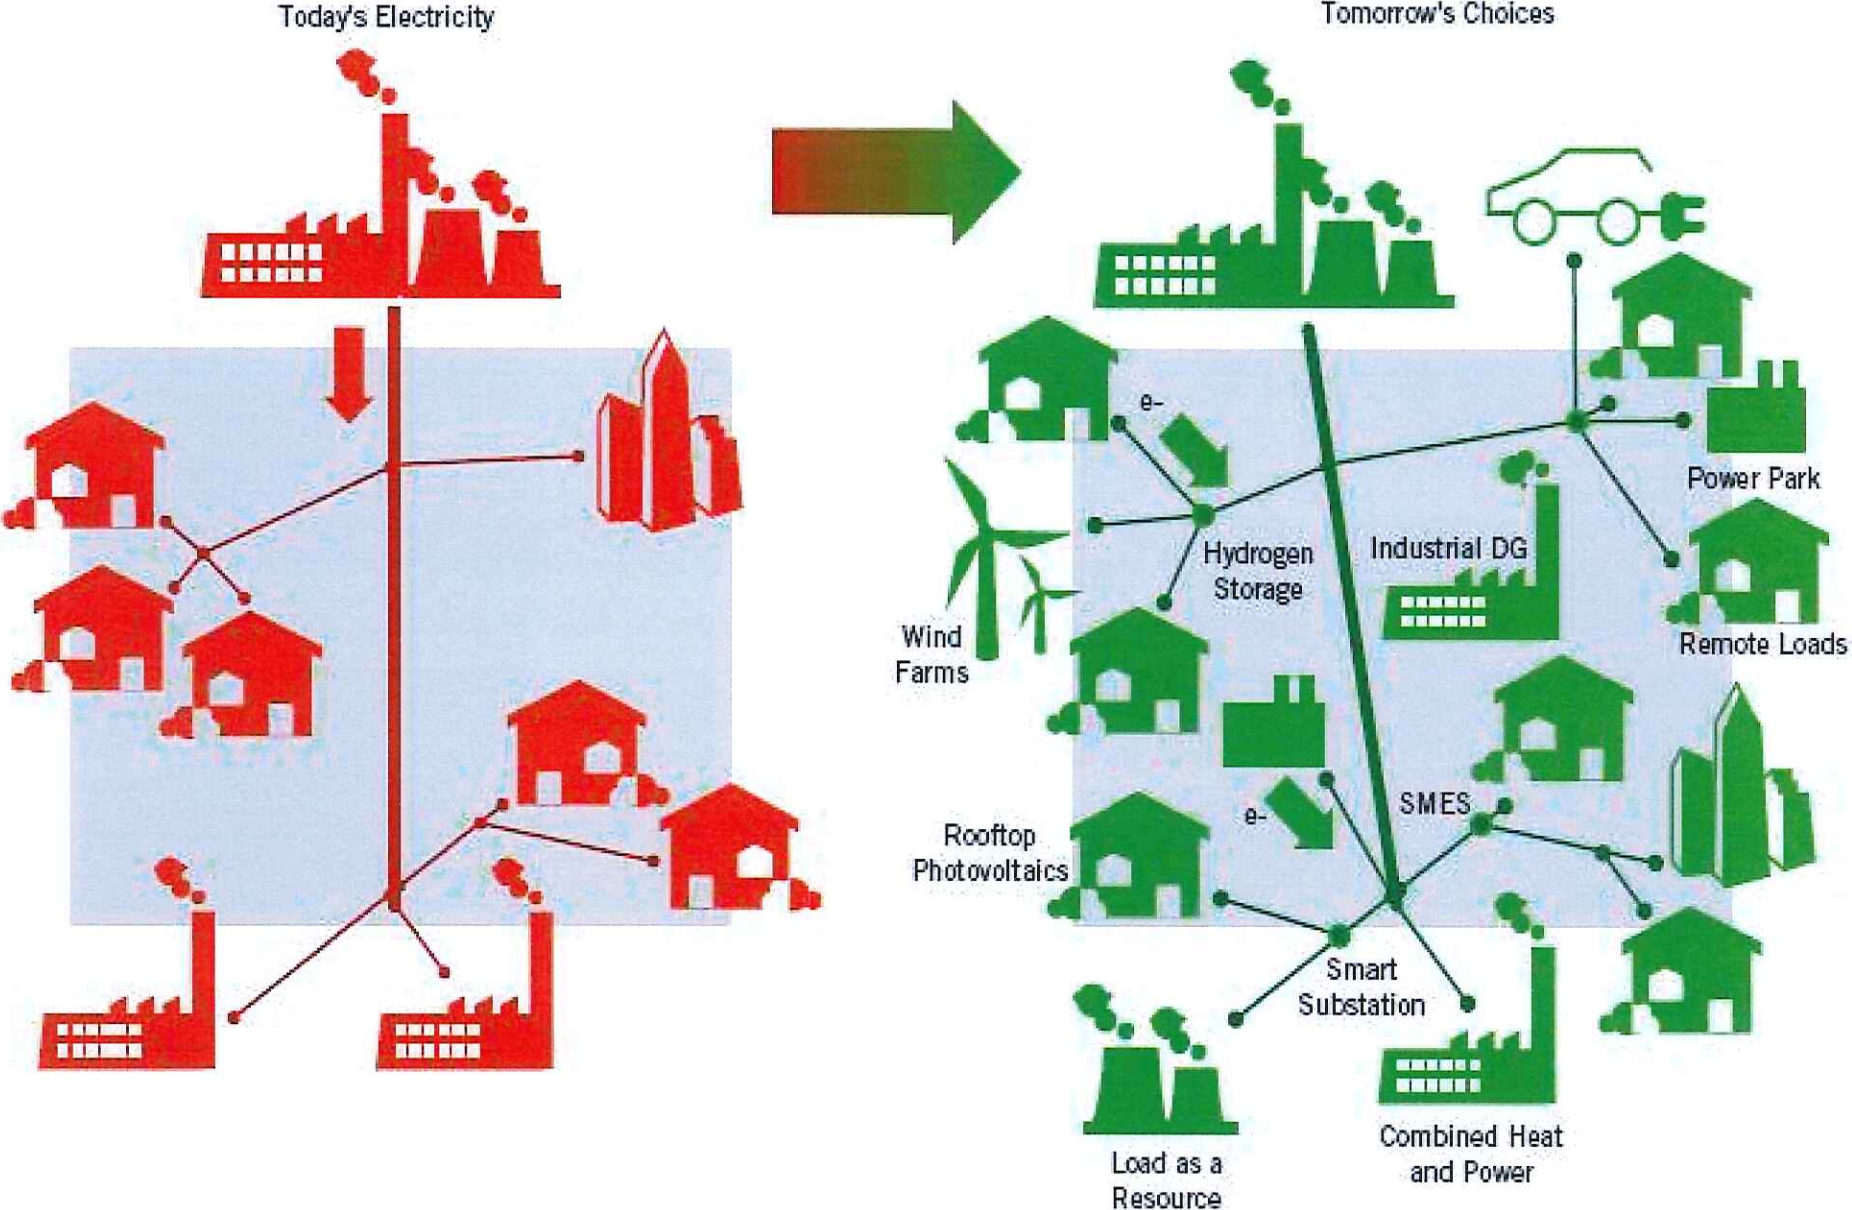 Today's Electricity
Tomorrow's Choices
e-
Power Park
Hydrogen
Storage
Industrial DG
Wind
Farms
Remote Loads
SMES
e-
Rooftop
Photovoltaics
Smart
Substation
Combined Heat
and Power
Load as a
Resource